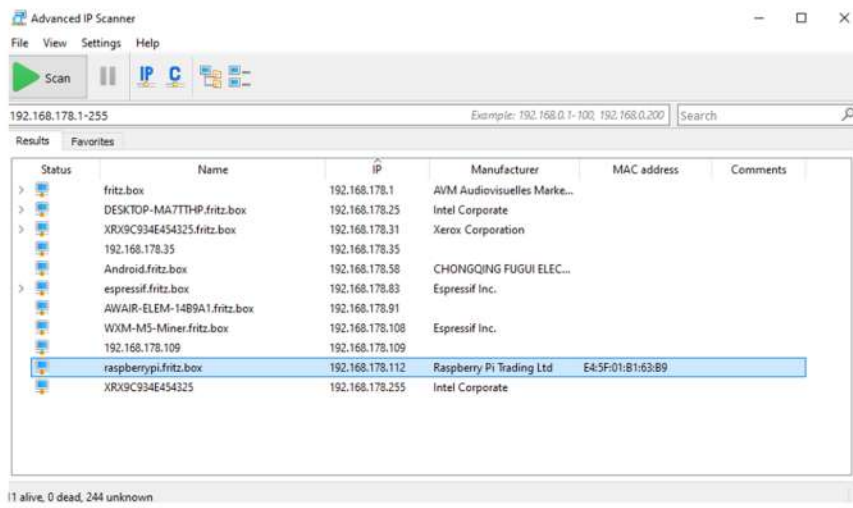 Advanced IP Scanner
File View Settings Help
Scan IP C
192.168.178.1-255 Example: 192.168.0.1-100, 192.168.0.200 Search
Results Favorites
Status Name IP Manufacturer MAC address Comments
fritz.box 192.168.178.1 AVM Audiovisuelles Marke...
DESKTOP-MA7TTHP.fritz.box 192.168.178.25 Intel Corporate
XRX9C934E454325.fritz.box 192.168.178.31 Xerox Corporation
192.168.178.35 192.168.178.35
Android.fritz.box 192.168.178.58 CHONGQING FUGUI ELEC...
espressif.fritz.box 192.168.178.83 Espressif Inc.
AWAIR-ELEM-14B9A1.fritz.box 192.168.178.91
WXM-M5-Miner.fritz.box 192.168.178.108 Espressif Inc.
192.168.178.109 192.168.178.109
raspberrypi.fritz.box 192.168.178.112 Raspberry Pi Trading Ltd E4:5F:01:B1:63:B9
XRX9C934E454325 192.168.178.255 Intel Corporate
11 alive, 0 dead, 244 unknown